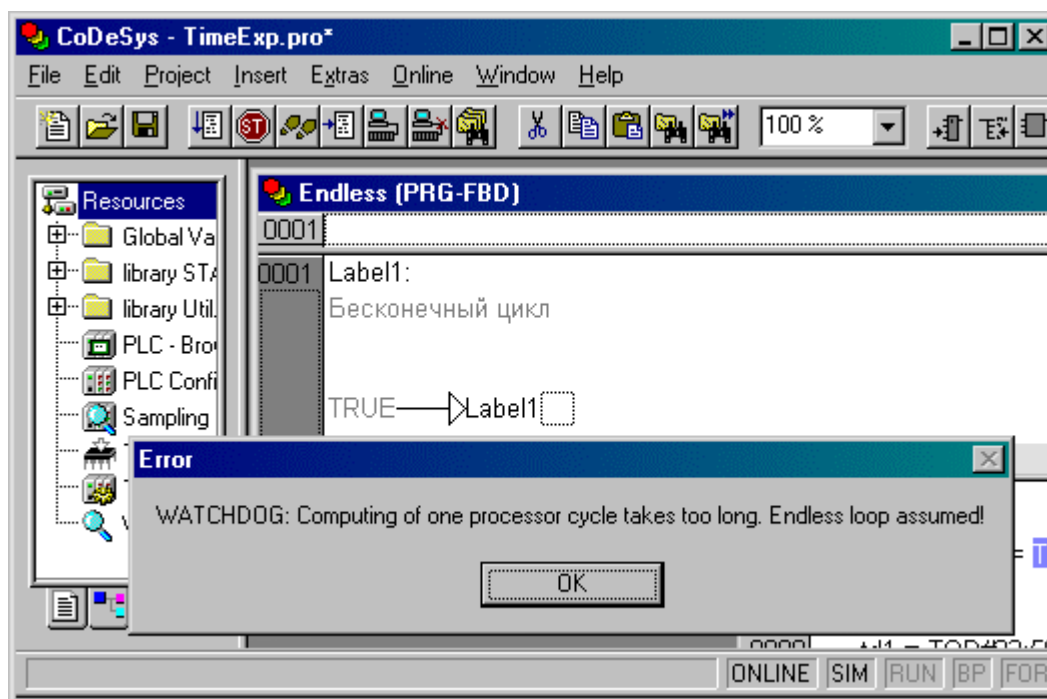 CoDeSys - TimeExp.pro*
File Edit Project Insert Extras Online Window Help
ST 100 %
Resources
Global Va
library STA
library Util.
PLC - Bro
PLC Confi
Sampling
Endless (PRG-FBD)
0001
0001 Label1:
Бесконечный цикл
TRUE Label1
Error
WATCHDOG: Computing of one processor cycle takes too long. Endless loop assumed!
OK
= T
ONLINE SIM RUN BP FOR